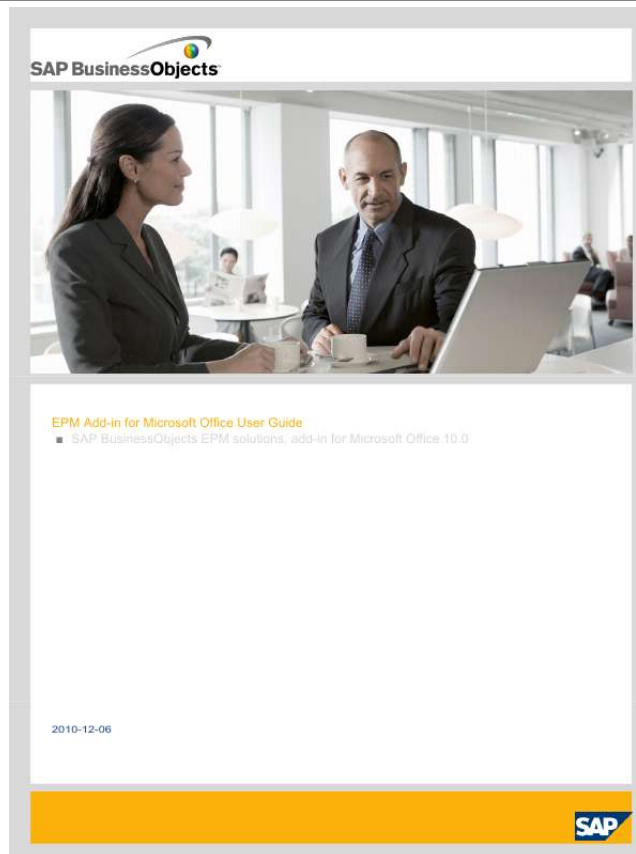 SAP BusinessObjects
EPM Add-in for Microsoft Office User Guide
■ SAP BusinessObjects EPM solutions, add-in for Microsoft Office 10.0
2010-12-06
SAP